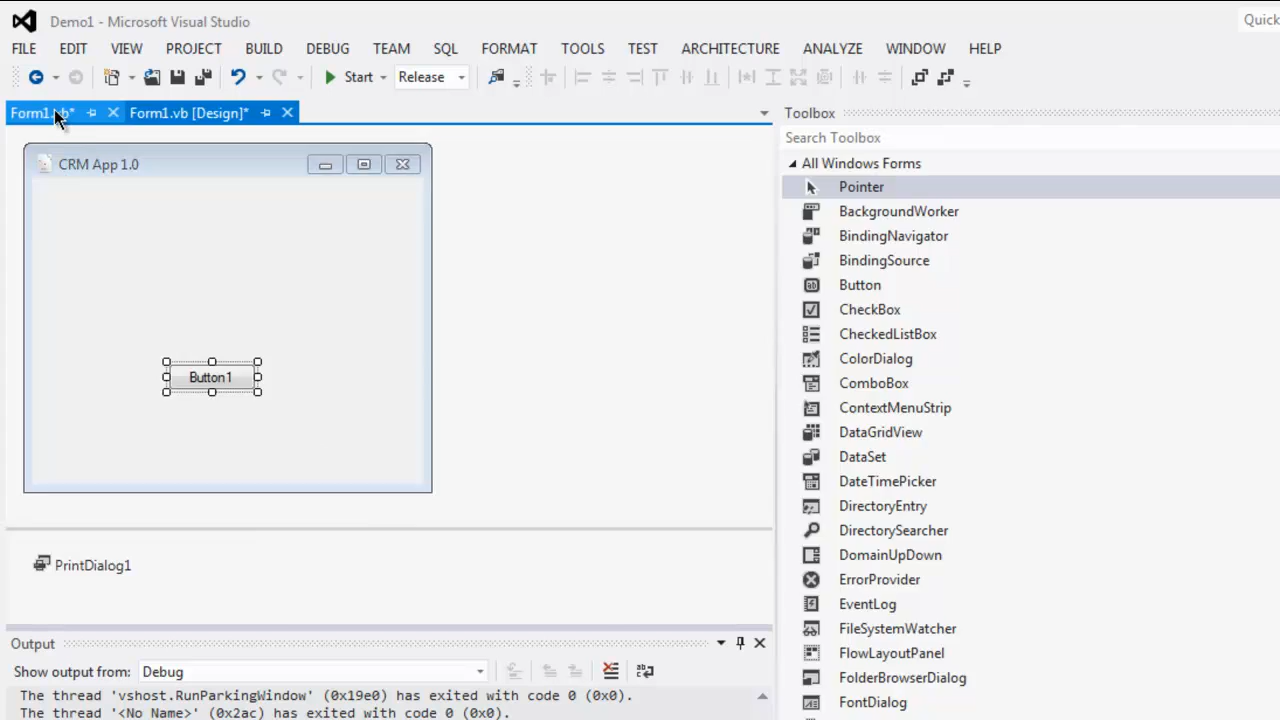 Demo1 - Microsoft Visual Studio
Quick
FILE EDIT VIEW PROJECT BUILD DEBUG TEAM SQL FORMAT TOOLS TEST ARCHITECTURE ANALYZE WINDOW HELP
Start Release
Form1.vb* Form1.vb [Design]*
Toolbox
Search Toolbox
CRM App 1.0
All Windows Forms
Pointer
BackgroundWorker
BindingNavigator
BindingSource
Button
CheckBox
CheckedListBox
ColorDialog
Button1
ComboBox
ContextMenuStrip
DataGridView
DataSet
DateTimePicker
DirectoryEntry
DirectorySearcher
DomainUpDown
PrintDialog1
ErrorProvider
EventLog
FileSystemWatcher
Output
FlowLayoutPanel
Show output from: Debug
FolderBrowserDialog
The thread 'vshost.RunParkingWindow' (0x19e0) has exited with code 0 (0x0).
FontDialog
The thread '<No Name>' (0x2ac) has exited with code 0 (0x0).